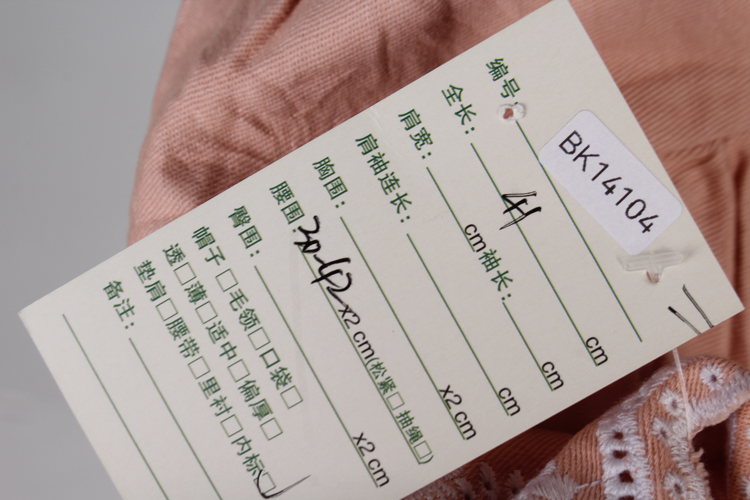 编号 BK14104
全长: 41 cm
肩宽: cm袖长: cm
肩袖连长: cm
胸围: x2 cm
腰围: 30-42 x2 cm(松紧□ 抽绳□)
臀围: x2 cm
帽子□毛领□口袋□
透□薄□适中□偏厚□
垫肩□腰带□里衬□内标□
备注: